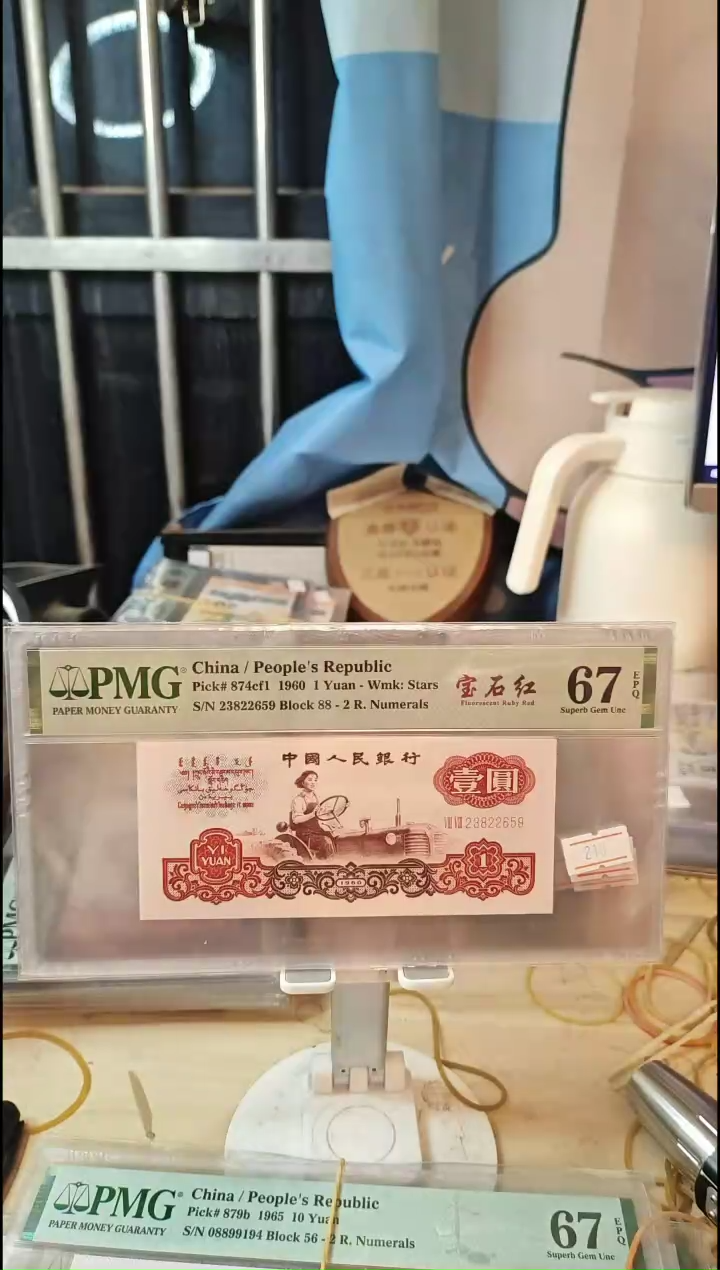 PMG
PAPER MONEY GUARANTY
China / People's Republic
Pick# 874cf1 1960 1 Yuan - Wmk: Stars
S/N 23822659 Block 88 - 2 R. Numerals
宝石红
Fluorescent Ruby Red
67
EPQ
Superb Gem Unc
中國人民銀行
壹圓
VIII VIII 23822659
YI
YUAN
1
1960
PMG
PAPER MONEY GUARANTY
China / People's Republic
Pick# 879b 1965 10 Yuan
S/N 08899194 Block 56 - 2 R. Numerals
67
EPQ
Superb Gem Unc